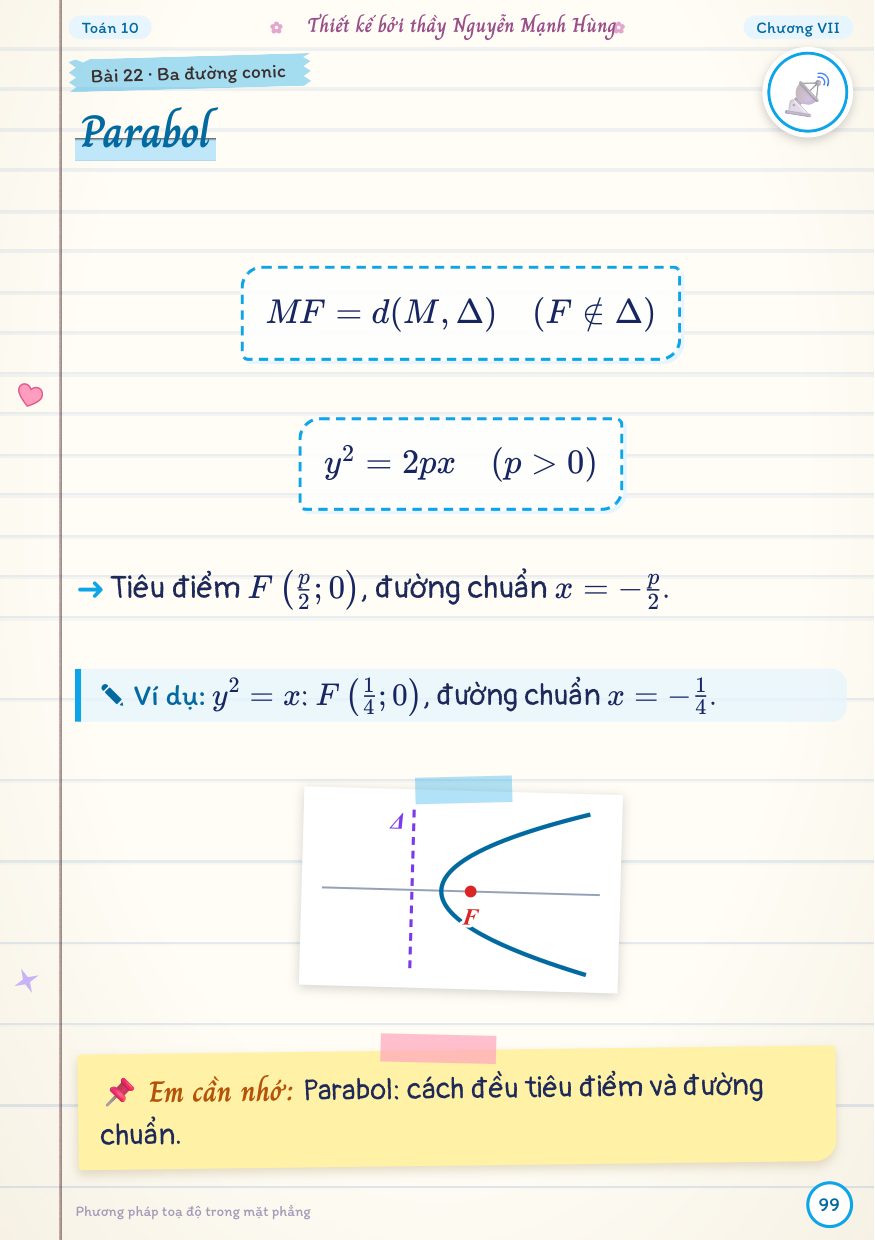 Toán 10
Thiết kế bởi thầy Nguyễn Mạnh Hùng
Chương VII
Bài 22 · Ba đường conic
Parabol
MF = d(M, Δ) (F ∉ Δ)
y² = 2px (p > 0)
→ Tiêu điểm F (p/2; 0), đường chuẩn x = −p/2.
Ví dụ: y² = x: F (1/4; 0), đường chuẩn x = −1/4.
Δ
F
Em cần nhớ: Parabol: cách đều tiêu điểm và đường
chuẩn.
Phương pháp toạ độ trong mặt phẳng
99